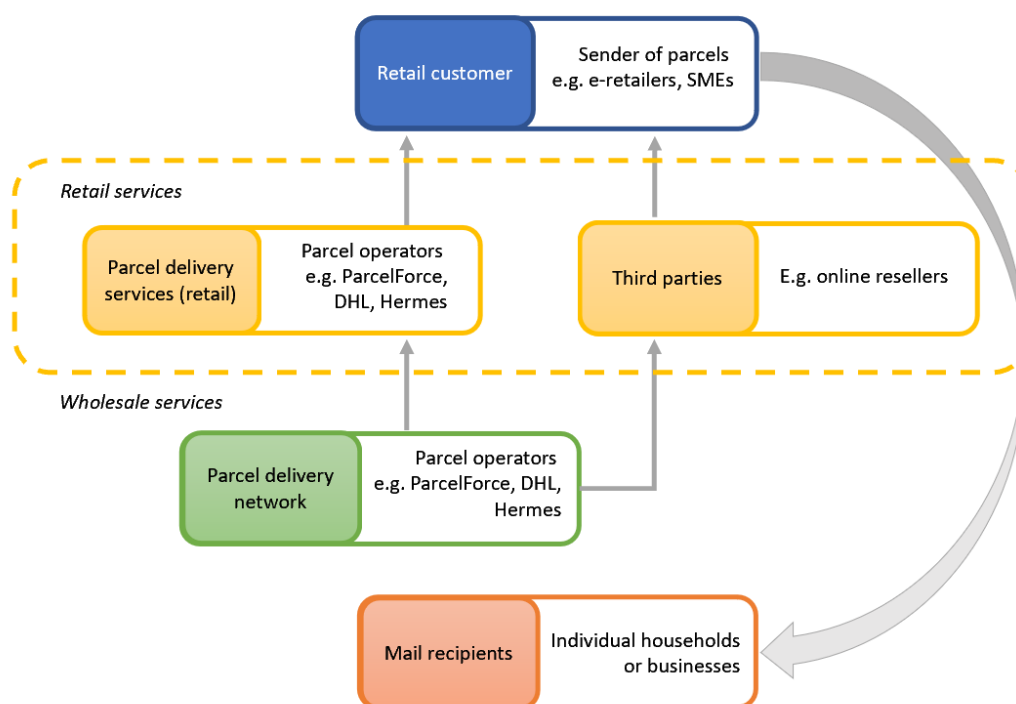 Retail customer
Sender of parcels
e.g. e-retailers, SMEs
Retail services
Parcel delivery
services (retail)
Parcel operators
e.g. ParcelForce,
DHL, Hermes
Third parties
E.g. online resellers
Wholesale services
Parcel delivery
network
Parcel operators
e.g. ParcelForce, DHL,
Hermes
Mail recipients
Individual households
or businesses